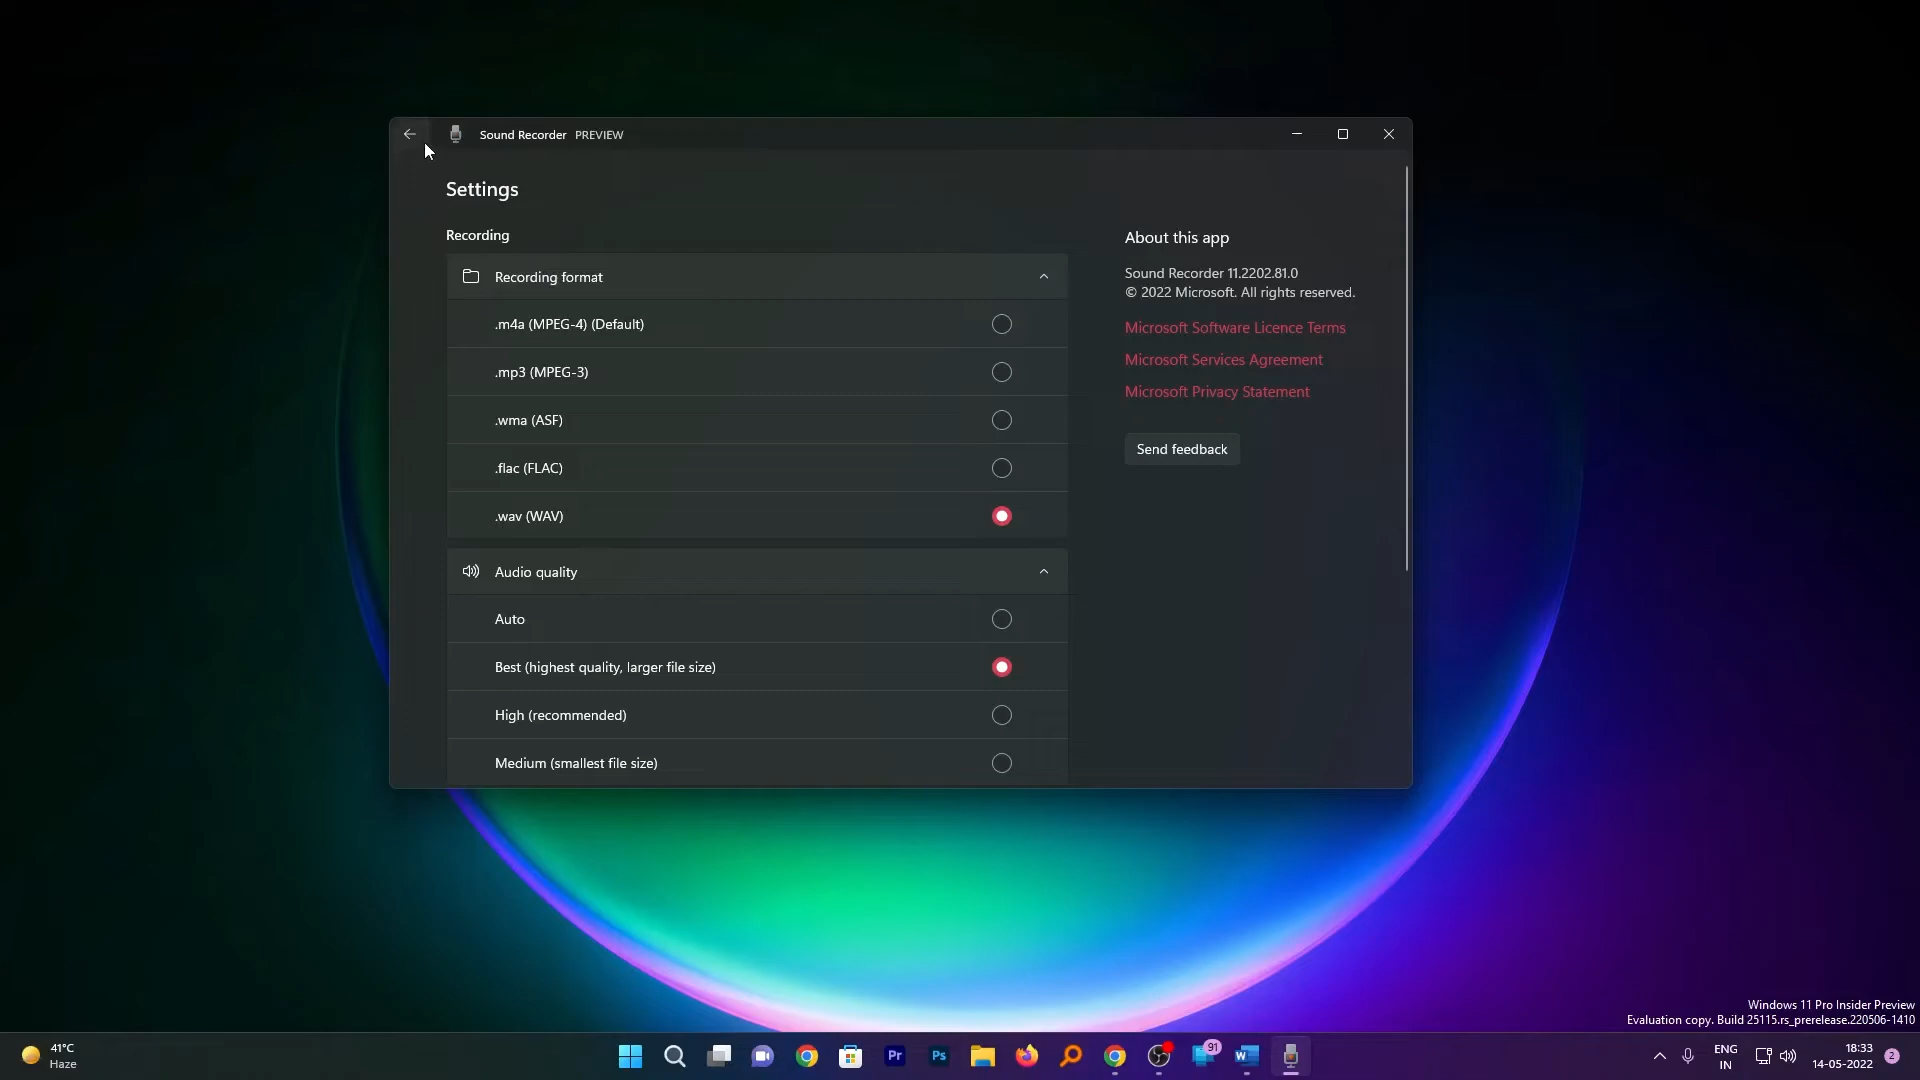 Sound Recorder PREVIEW
Settings
Recording
Recording format
.m4a (MPEG-4) (Default)
.mp3 (MPEG-3)
.wma (ASF)
.flac (FLAC)
.wav (WAV)
Audio quality
Auto
Best (highest quality, larger file size)
High (recommended)
Medium (smallest file size)
About this app
Sound Recorder 11.2202.81.0
© 2022 Microsoft. All rights reserved.
Microsoft Software Licence Terms
Microsoft Services Agreement
Microsoft Privacy Statement
Send feedback
Windows 11 Pro Insider Preview
Evaluation copy. Build 25115.rs_prerelease.220506-1410
41°C
Haze
Pr
Ps
91
W
ENG
IN
18:33
14-05-2022
2